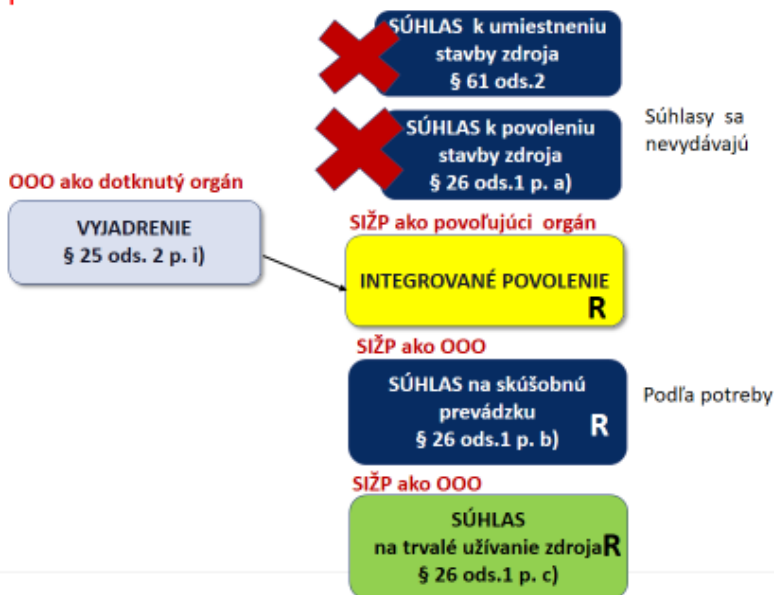 SÚHLAS k umiestneniu
stavby zdroja
§ 61 ods.2
SÚHLAS k povoleniu
stavby zdroja
§ 26 ods.1 p. a)
Súhlasy sa
nevydávajú
OOO ako dotknutý orgán
VYJADRENIE
§ 25 ods. 2 p. i)
SIŽP ako povoľujúci orgán
INTEGROVANÉ POVOLENIE
R
SIŽP ako OOO
SÚHLAS na skúšobnú
prevádzku
§ 26 ods.1 p. b)
R
Podľa potreby
SIŽP ako OOO
SÚHLAS
na trvalé užívanie zdroja R
§ 26 ods.1 p. c)